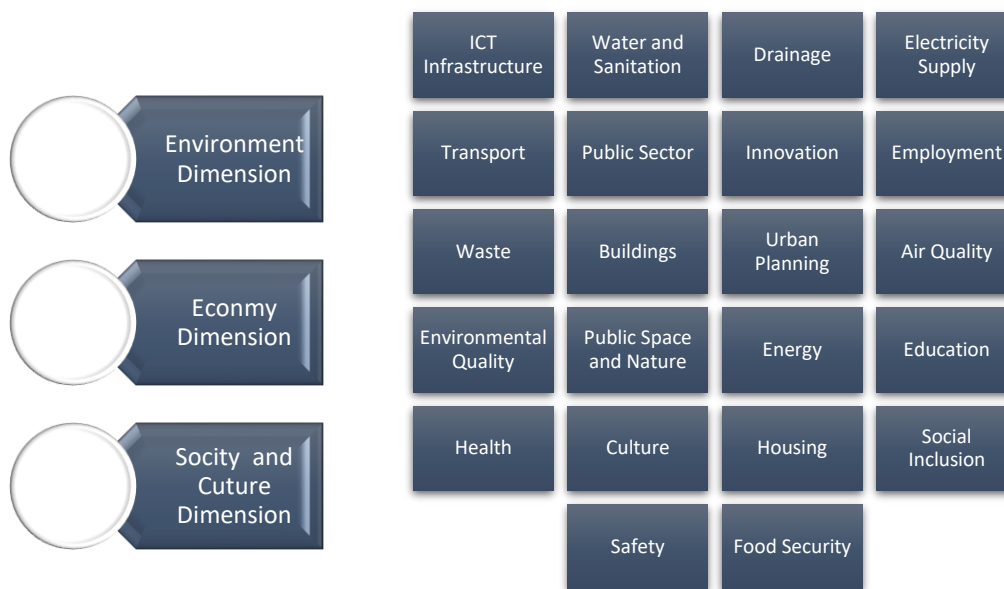 Environment
Dimension
Econmy
Dimension
Socity and
Cuture
Dimension
ICT
Infrastructure
Water and
Sanitation
Drainage
Electricity
Supply
Transport
Public Sector
Innovation
Employment
Waste
Buildings
Urban
Planning
Air Quality
Environmental
Quality
Public Space
and Nature
Energy
Education
Health
Culture
Housing
Social
Inclusion
Safety
Food Security